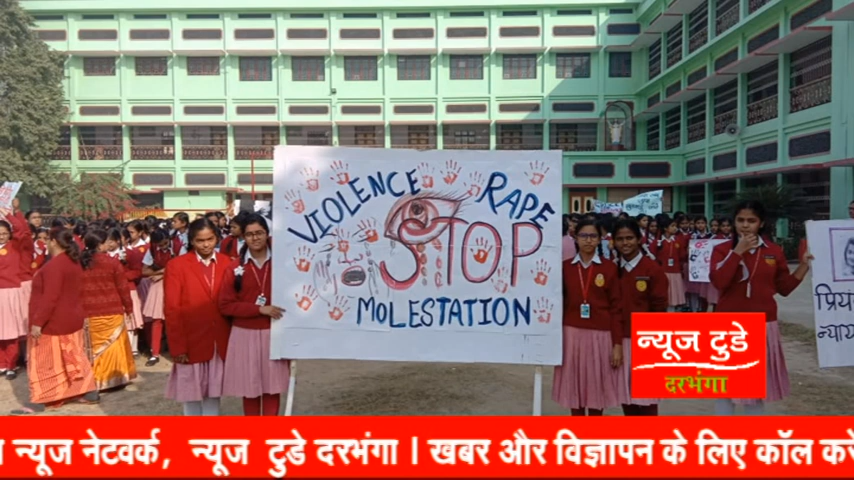 VIOLENCE
RAPE
STOP
MOLESTATION
प्रिय
न्याय
न्यूज टुडे
दरभंगा
न्यूज नेटवर्क, न्यूज टुडे दरभंगा । खबर और विज्ञापन के लिए कॉल करें